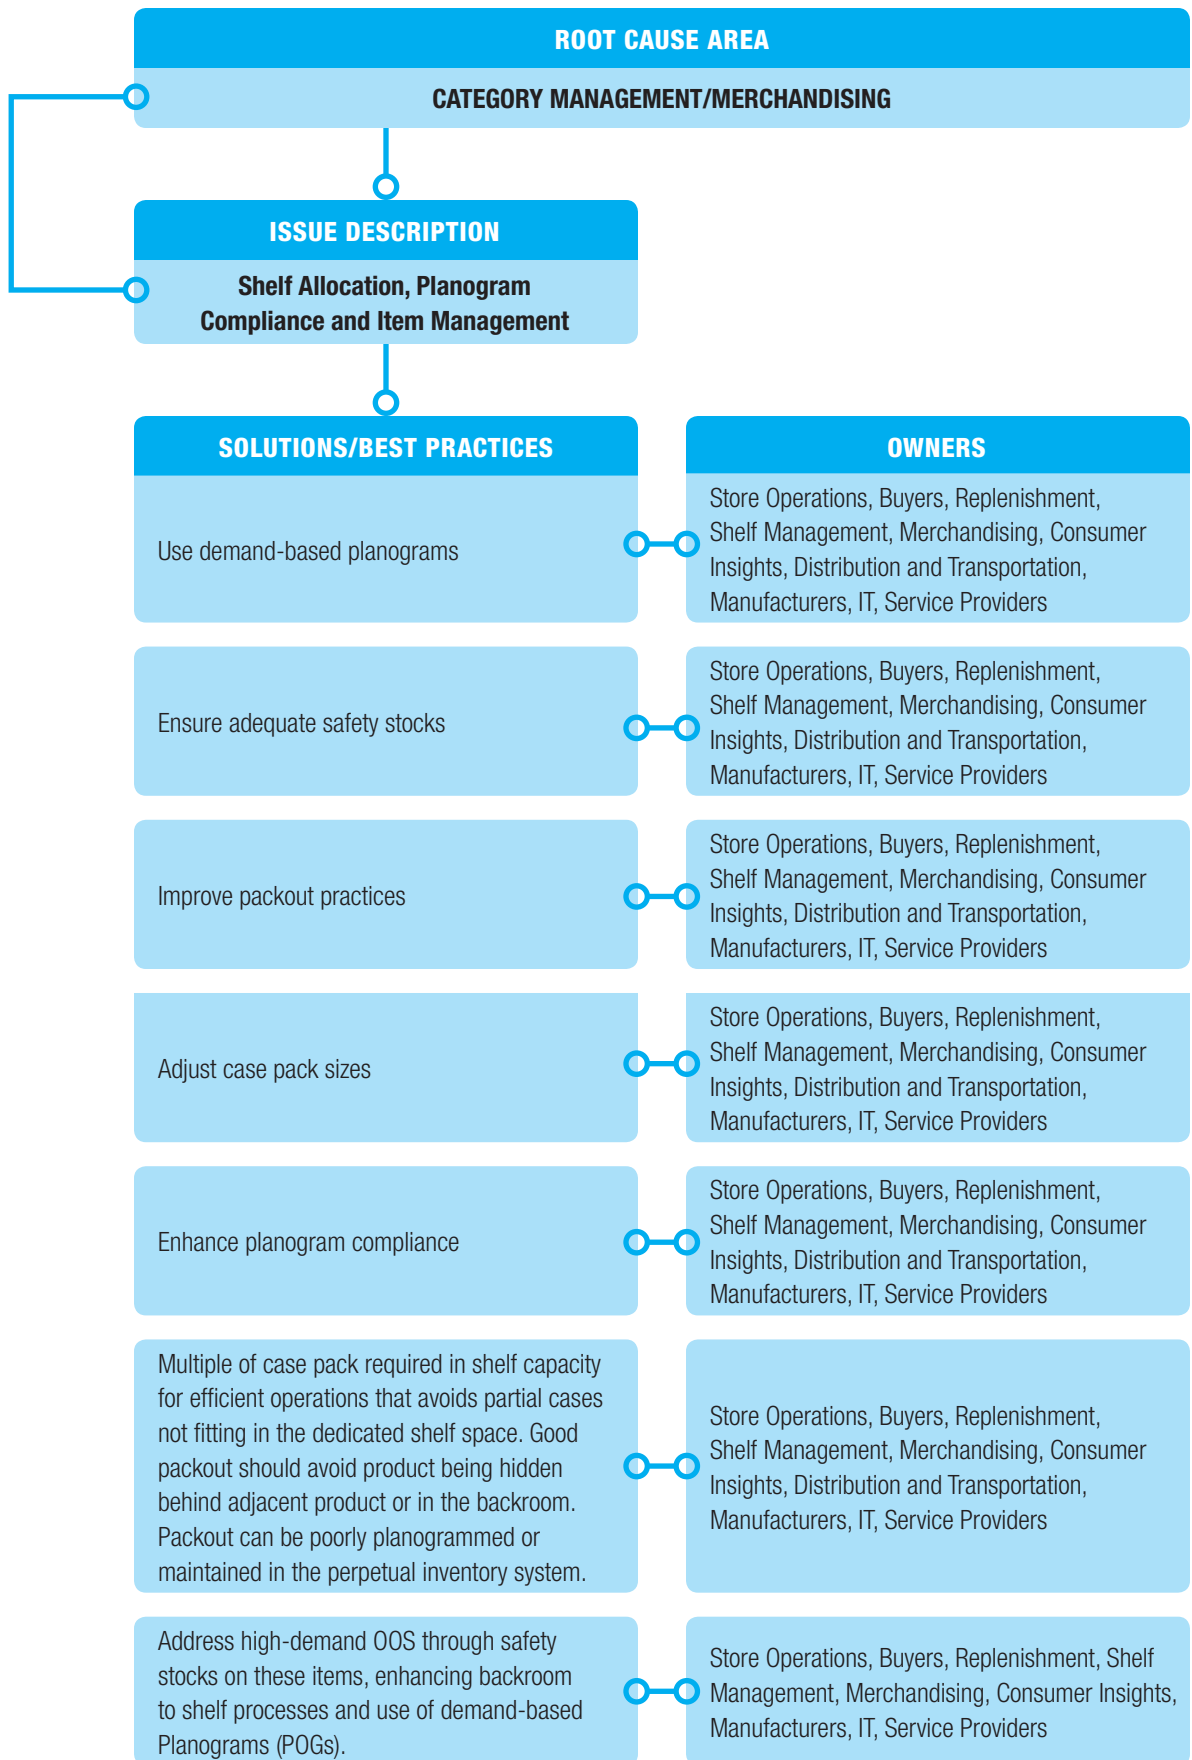 ROOT CAUSE AREA
CATEGORY MANAGEMENT/MERCHANDISING
ISSUE DESCRIPTION
Shelf Allocation, Planogram
Compliance and Item Management
SOLUTIONS/BEST PRACTICES
OWNERS
Use demand-based planograms
Store Operations, Buyers, Replenishment,
Shelf Management, Merchandising, Consumer
Insights, Distribution and Transportation,
Manufacturers, IT, Service Providers
Ensure adequate safety stocks
Store Operations, Buyers, Replenishment,
Shelf Management, Merchandising, Consumer
Insights, Distribution and Transportation,
Manufacturers, IT, Service Providers
Improve packout practices
Store Operations, Buyers, Replenishment,
Shelf Management, Merchandising, Consumer
Insights, Distribution and Transportation,
Manufacturers, IT, Service Providers
Adjust case pack sizes
Store Operations, Buyers, Replenishment,
Shelf Management, Merchandising, Consumer
Insights, Distribution and Transportation,
Manufacturers, IT, Service Providers
Enhance planogram compliance
Store Operations, Buyers, Replenishment,
Shelf Management, Merchandising, Consumer
Insights, Distribution and Transportation,
Manufacturers, IT, Service Providers
Multiple of case pack required in shelf capacity
for efficient operations that avoids partial cases
not fitting in the dedicated shelf space. Good
packout should avoid product being hidden
behind adjacent product or in the backroom.
Packout can be poorly planogrammed or
maintained in the perpetual inventory system.
Store Operations, Buyers, Replenishment,
Shelf Management, Merchandising, Consumer
Insights, Distribution and Transportation,
Manufacturers, IT, Service Providers
Address high-demand OOS through safety
stocks on these items, enhancing backroom
to shelf processes and use of demand-based
Planograms (POGs).
Store Operations, Buyers, Replenishment, Shelf
Management, Merchandising, Consumer Insights,
Manufacturers, IT, Service Providers